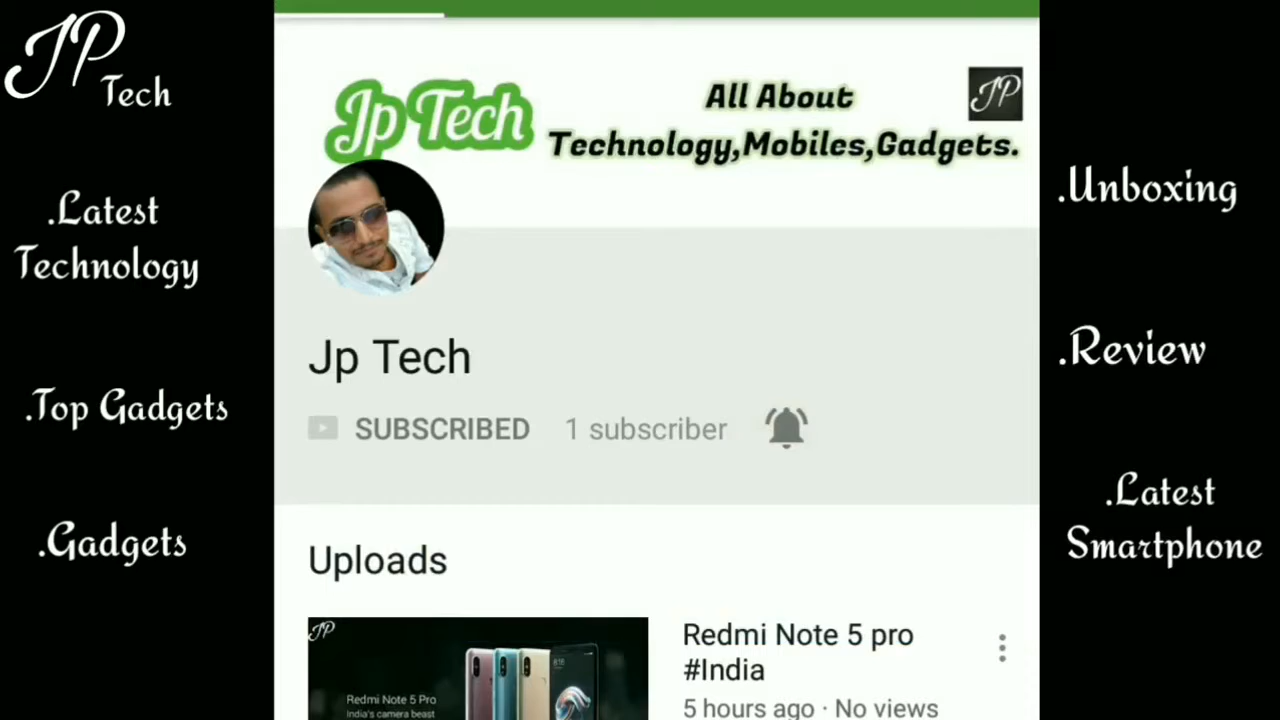 JP
Tech
.Latest
Technology
.Top Gadgets
.Gadgets
Jp Tech
All About
Technology,Mobiles,Gadgets.
JP
Jp Tech
SUBSCRIBED 1 subscriber
Uploads
JP
Redmi Note 5 Pro
India's camera beast
Redmi Note 5 pro
#India
5 hours ago · No views
.Unboxing
.Review
.Latest
Smartphone